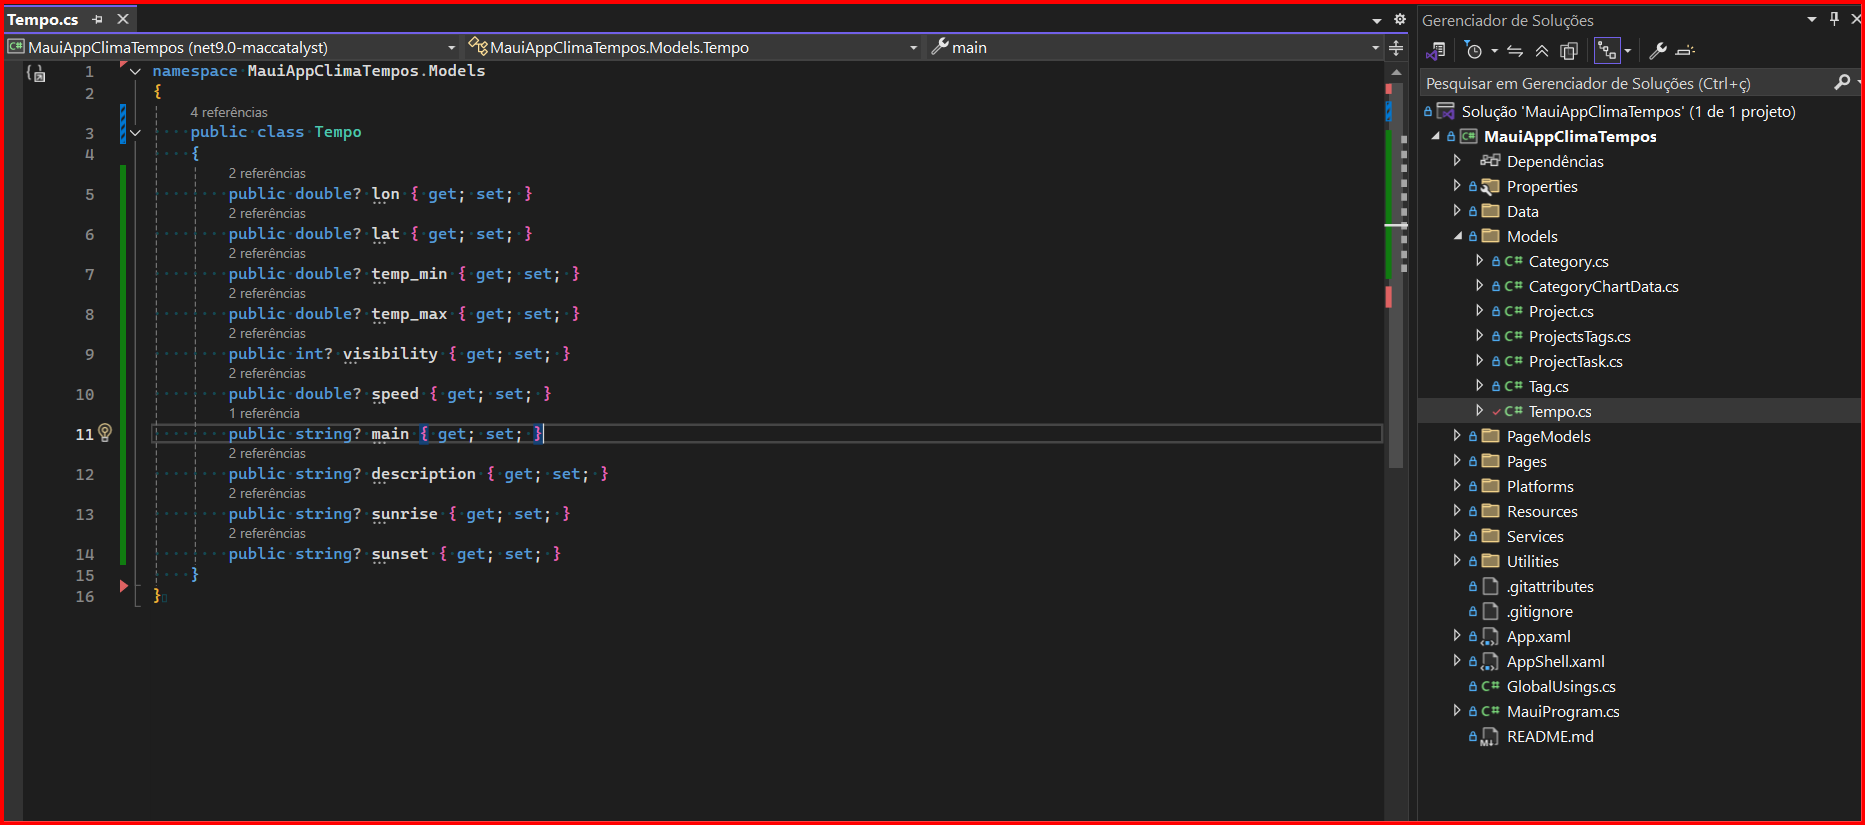 Tempo.cs
MauiAppClimaTempos (net9.0-maccatalyst)
MauiAppClimaTempos.Models.Tempo
main
1 namespace MauiAppClimaTempos.Models
2 {
4 referências
3 public class Tempo
4 {
2 referências
5 public double? lon { get; set; }
2 referências
6 public double? lat { get; set; }
2 referências
7 public double? temp_min { get; set; }
2 referências
8 public double? temp_max { get; set; }
2 referências
9 public int? visibility { get; set; }
2 referências
10 public double? speed { get; set; }
1 referência
11 public string? main { get; set; }
2 referências
12 public string? description { get; set; }
2 referências
13 public string? sunrise { get; set; }
2 referências
14 public string? sunset { get; set; }
15 }
16 }
Gerenciador de Soluções
Pesquisar em Gerenciador de Soluções (Ctrl+ç)
Solução 'MauiAppClimaTempos' (1 de 1 projeto)
C# MauiAppClimaTempos
Dependências
Properties
Data
Models
C# Category.cs
C# CategoryChartData.cs
C# Project.cs
C# ProjectsTags.cs
C# ProjectTask.cs
C# Tag.cs
C# Tempo.cs
PageModels
Pages
Platforms
Resources
Services
Utilities
.gitattributes
.gitignore
App.xaml
AppShell.xaml
C# GlobalUsings.cs
C# MauiProgram.cs
README.md